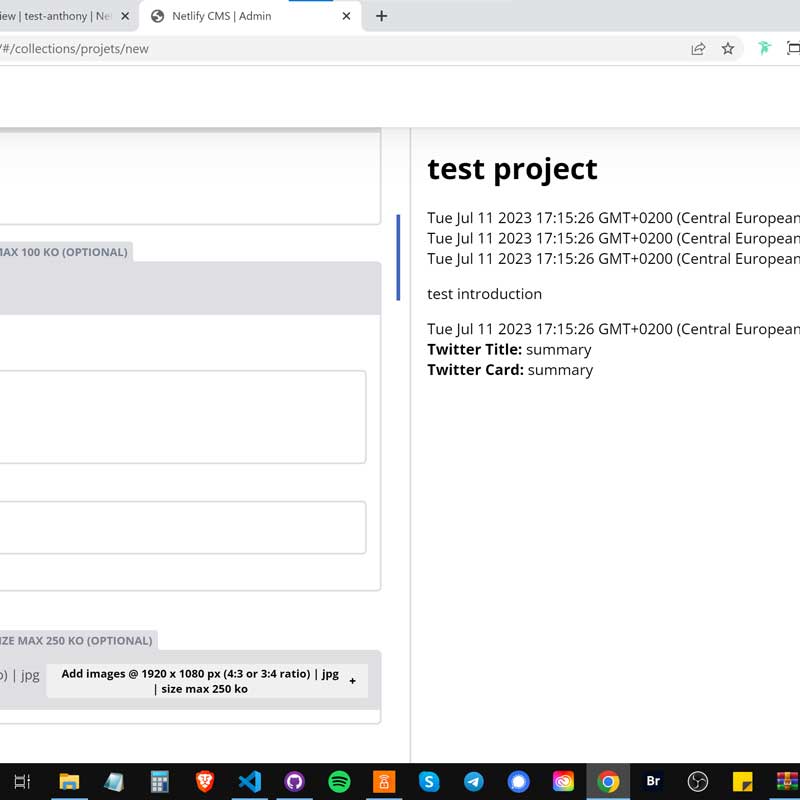 iew | test-anthony | Ne
Netlify CMS | Admin
/#/collections/projets/new
test project
Tue Jul 11 2023 17:15:26 GMT+0200 (Central European
Tue Jul 11 2023 17:15:26 GMT+0200 (Central European
Tue Jul 11 2023 17:15:26 GMT+0200 (Central European
test introduction
Tue Jul 11 2023 17:15:26 GMT+0200 (Central European
Twitter Title: summary
Twitter Card: summary
MAX 100 KO (OPTIONAL)
IZE MAX 250 KO (OPTIONAL)
o) | jpg
Add images @ 1920 x 1080 px (4:3 or 3:4 ratio) | jpg
| size max 250 ko
+
Br